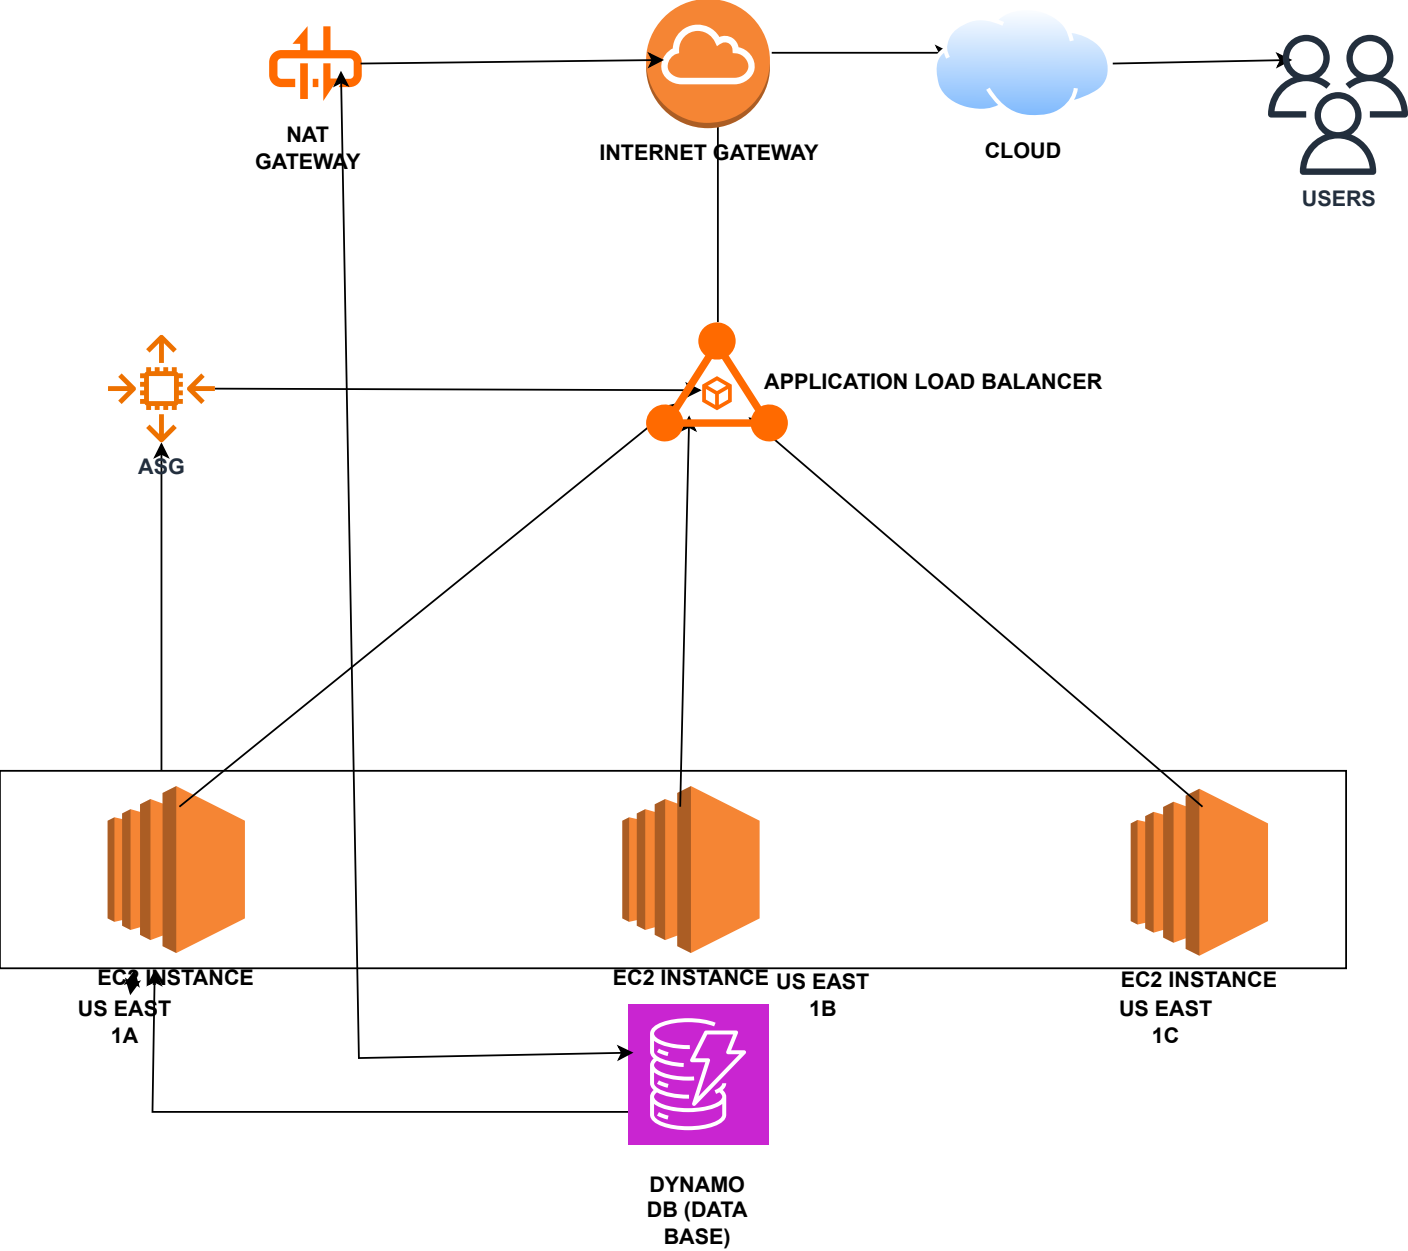 NAT
GATEWAY
INTERNET GATEWAY
CLOUD
USERS
APPLICATION LOAD BALANCER
ASG
EC2 INSTANCE
US EAST
1A
EC2 INSTANCE
US EAST
1B
EC2 INSTANCE
US EAST
1C
DYNAMO
DB (DATA
BASE)